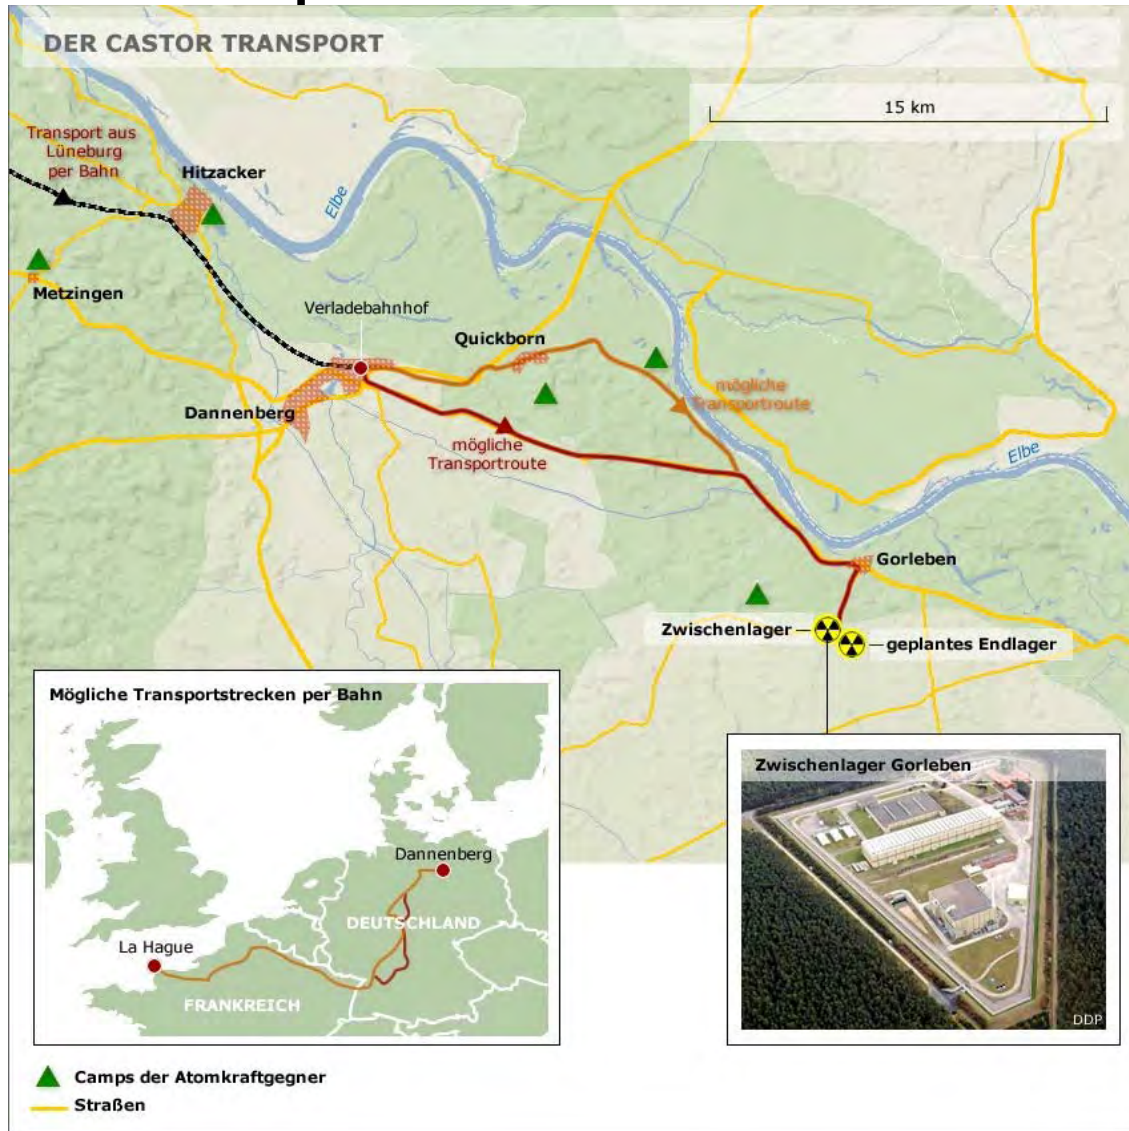 DER CASTOR TRANSPORT
15 km
Transport aus
Lüneburg
per Bahn
Hitzacker
Elbe
Metzingen
Verladebahnhof
Quickborn
mögliche
Transportroute
Dannenberg
mögliche
Transportroute
Elbe
Gorleben
Zwischenlager
geplantes Endlager
Mögliche Transportstrecken per Bahn
Dannenberg
DEUTSCHLAND
La Hague
FRANKREICH
Zwischenlager Gorleben
DDP
Camps der Atomkraftgegner
Straßen